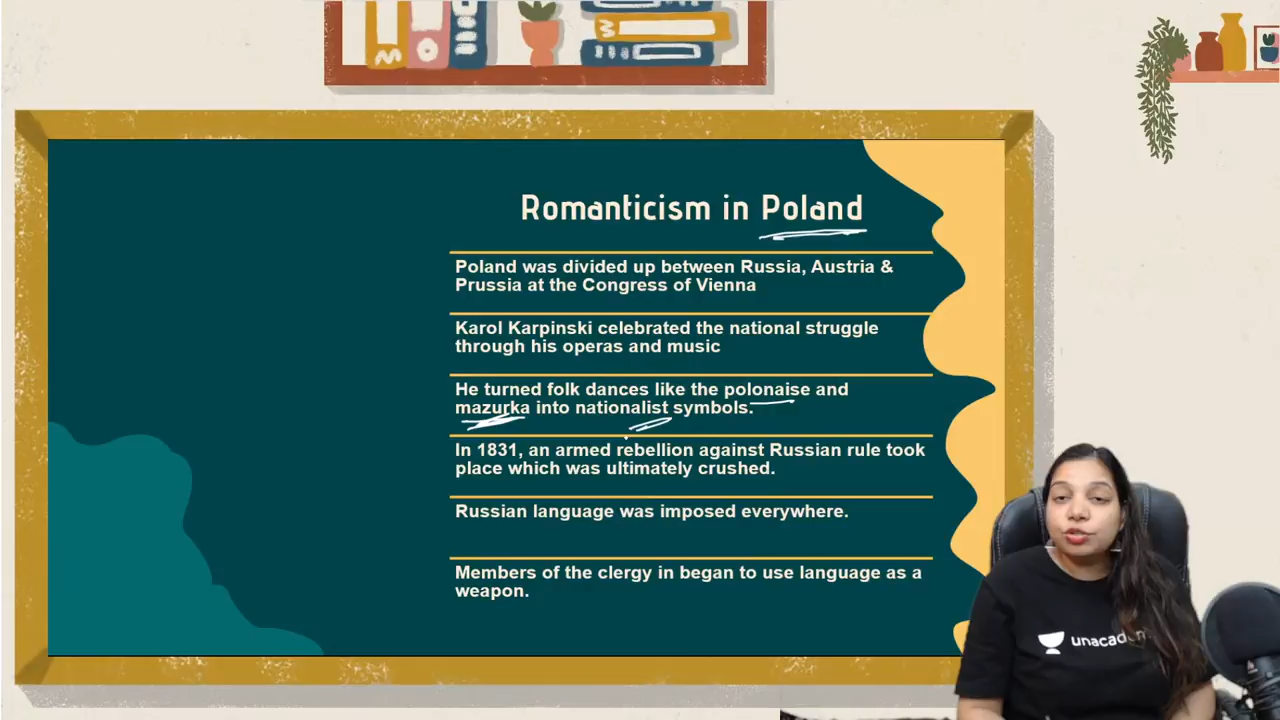 Romanticism in Poland
Poland was divided up between Russia, Austria &
Prussia at the Congress of Vienna
Karol Karpinski celebrated the national struggle
through his operas and music
He turned folk dances like the polonaise and
mazurka into nationalist symbols.
In 1831, an armed rebellion against Russian rule took
place which was ultimately crushed.
Russian language was imposed everywhere.
Members of the clergy in began to use language as a
weapon.